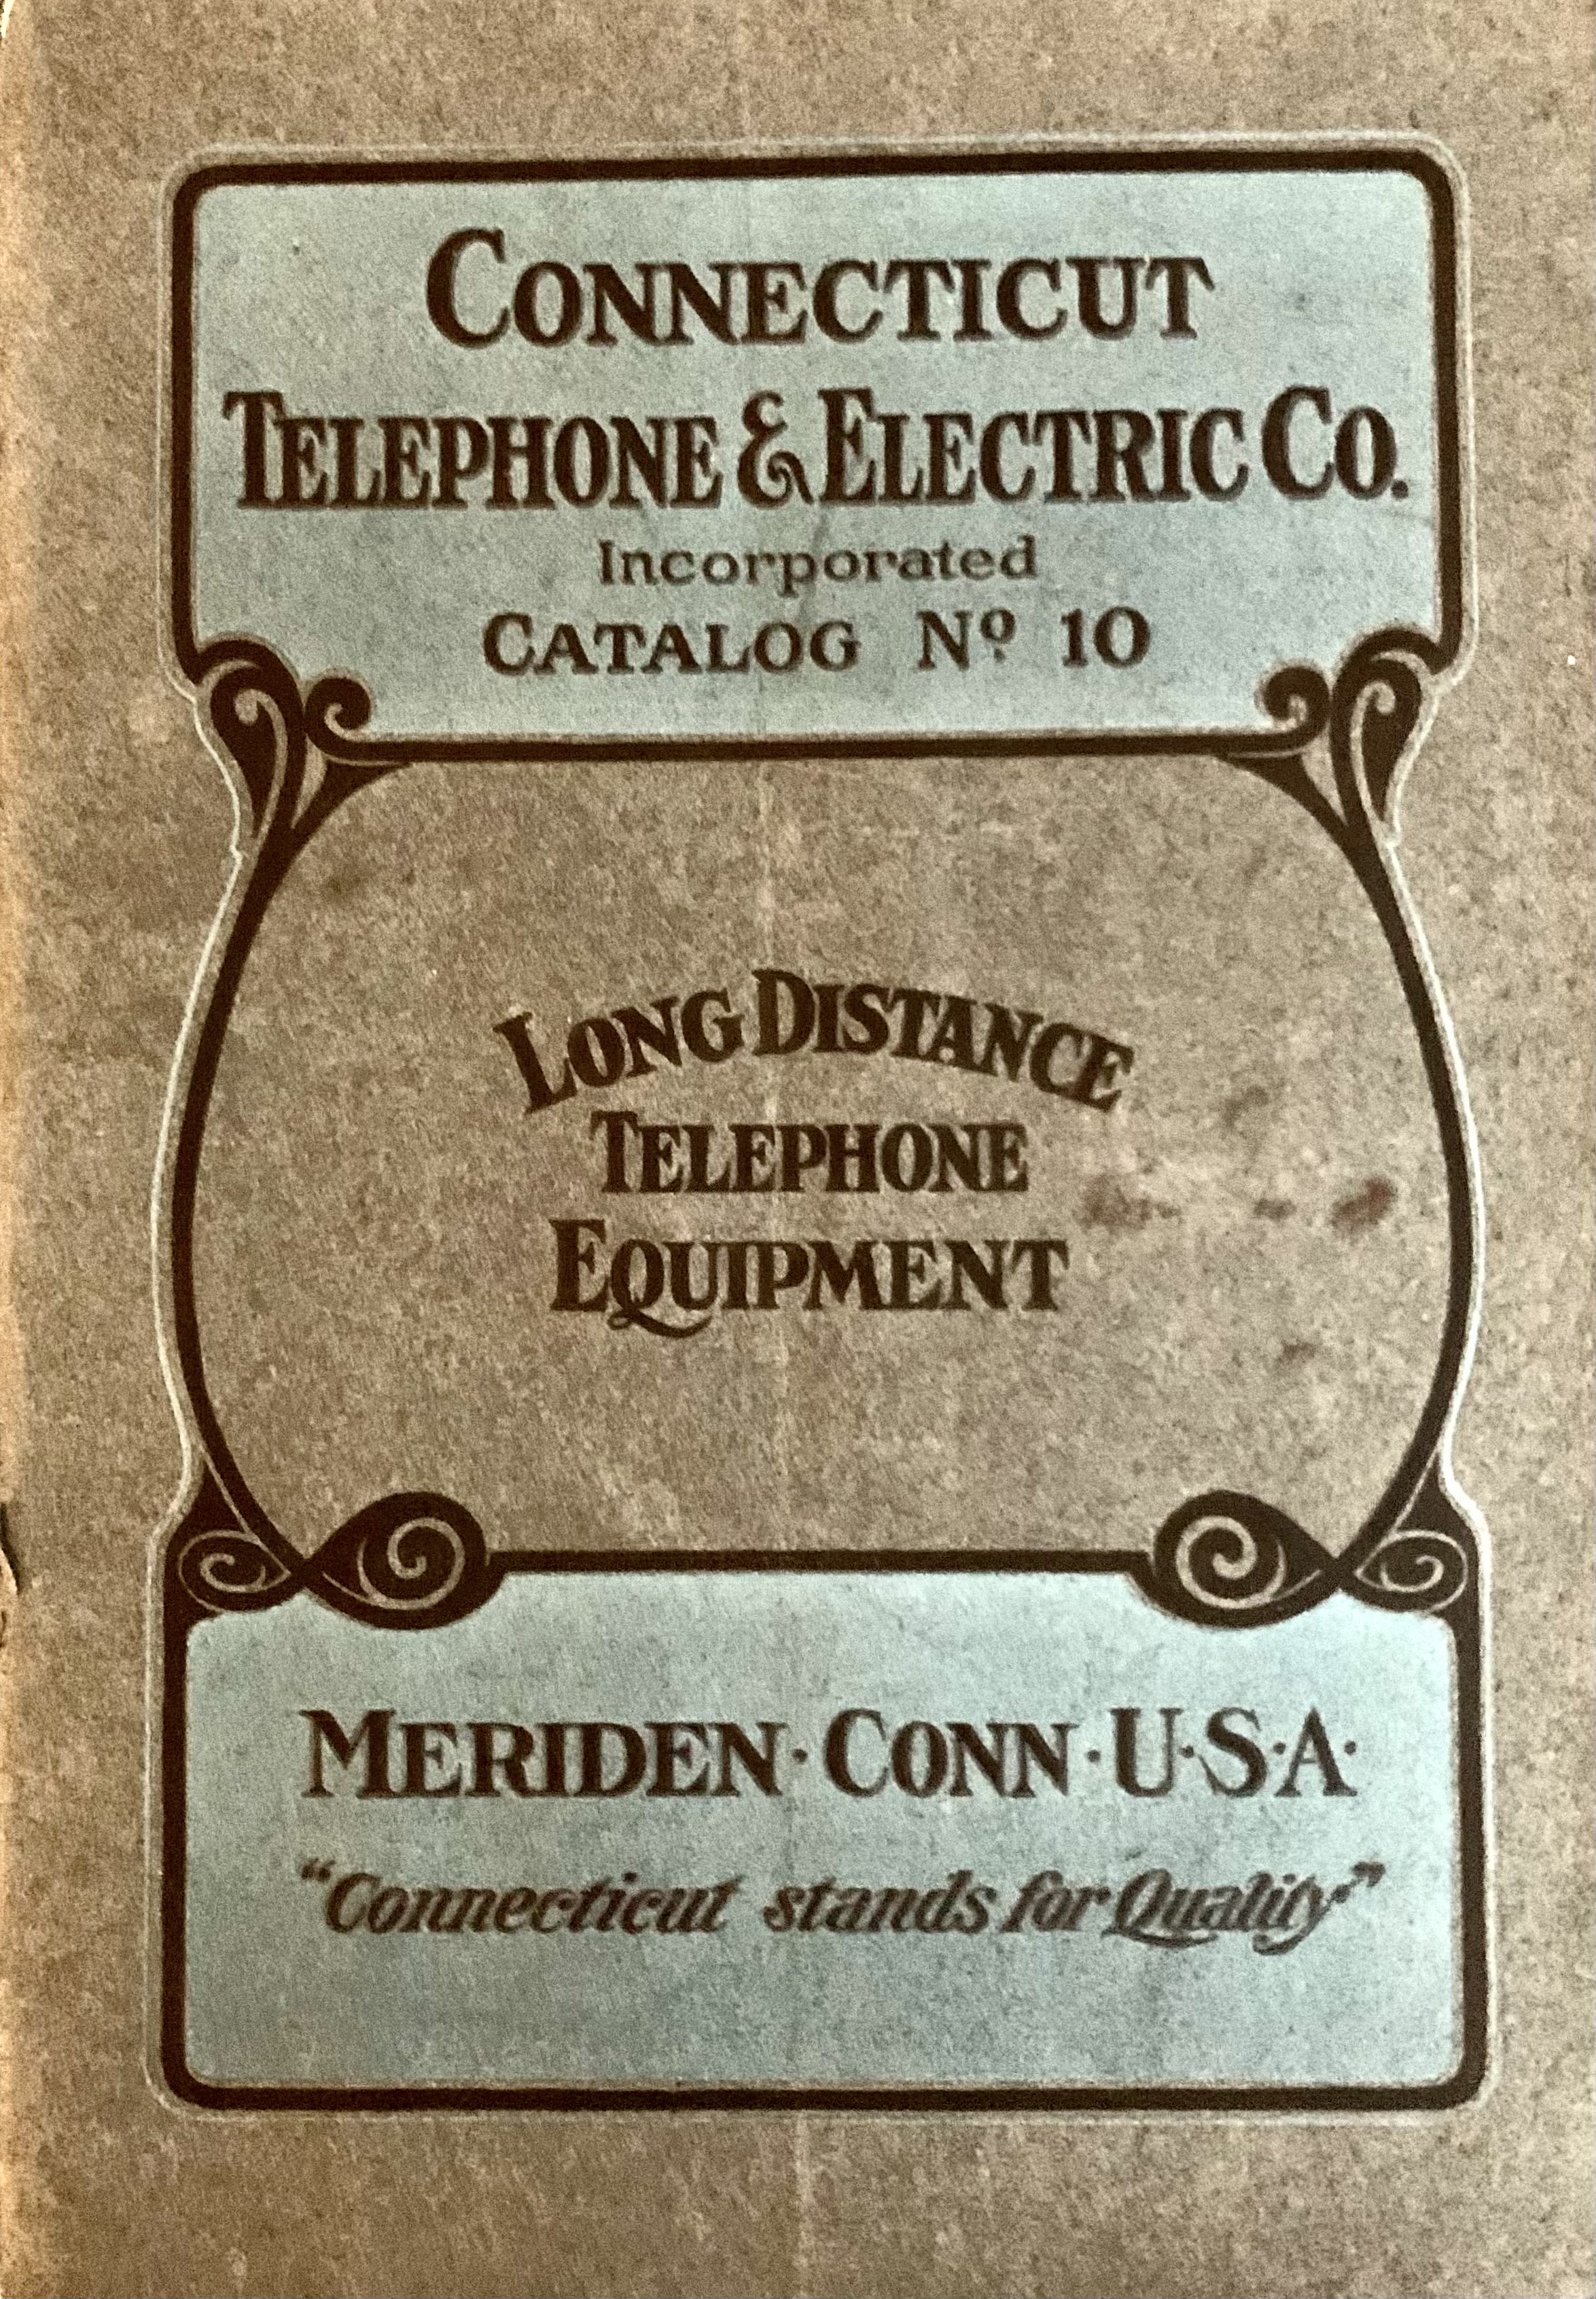 CONNECTICUT
TELEPHONE & ELECTRIC CO.
Incorporated
CATALOG Nº 10
LONG DISTANCE
TELEPHONE
EQUIPMENT
MERIDEN · CONN · U·S·A·
"Connecticut stands for Quality."